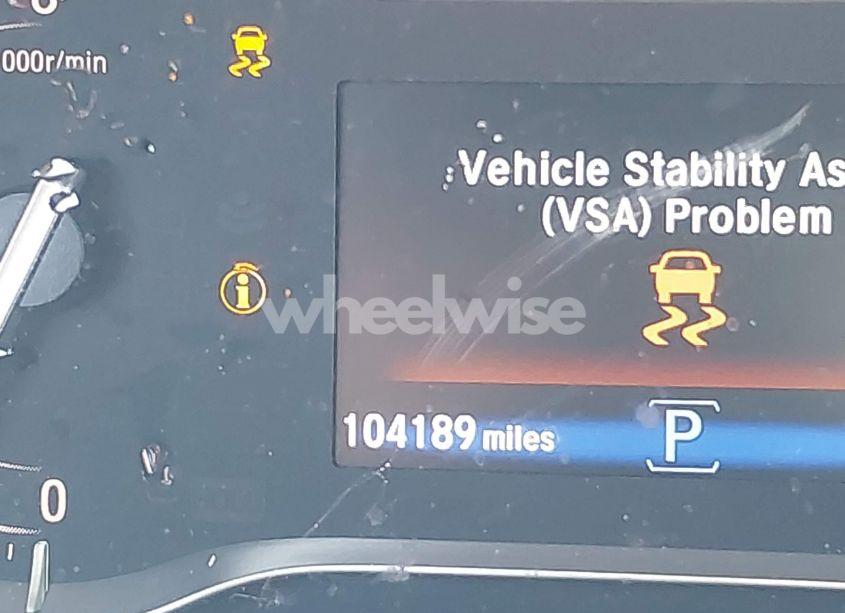 000r/min
Vehicle Stability As
(VSA) Problem
wheelwise
104189 miles
P
0